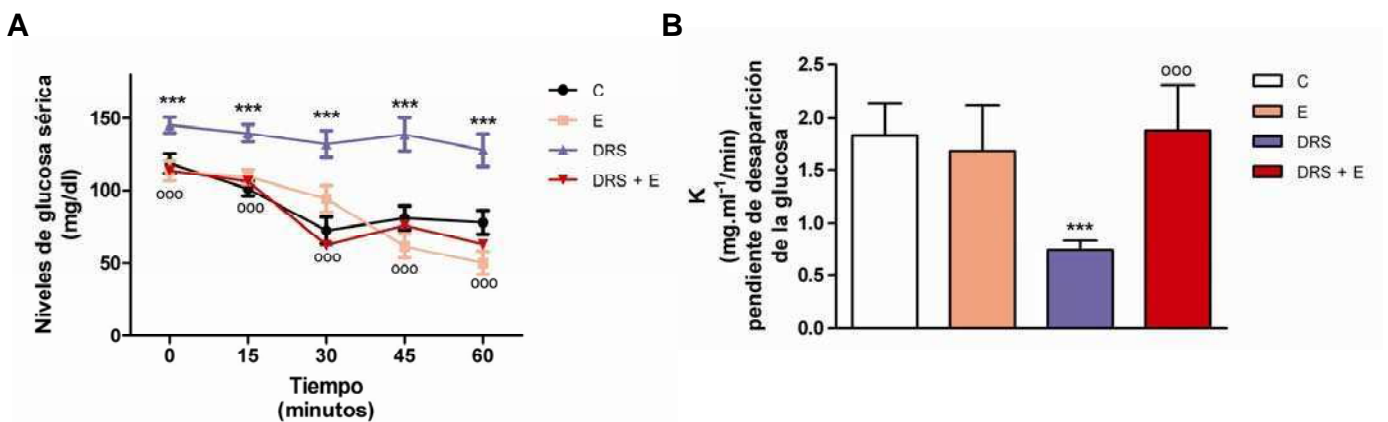 A
Niveles de glucosa sérica
(mg/dl)
150
100
50
0
***
***
***
***
***
ooo
ooo
ooo
ooo
ooo
0
15
30
45
60
Tiempo
(minutos)
C
E
DRS
DRS + E
B
K
(mg.ml⁻¹/min)
pendiente de desaparición
de la glucosa
2.5
2.0
1.5
1.0
0.5
0.0
***
ooo
C
E
DRS
DRS + E